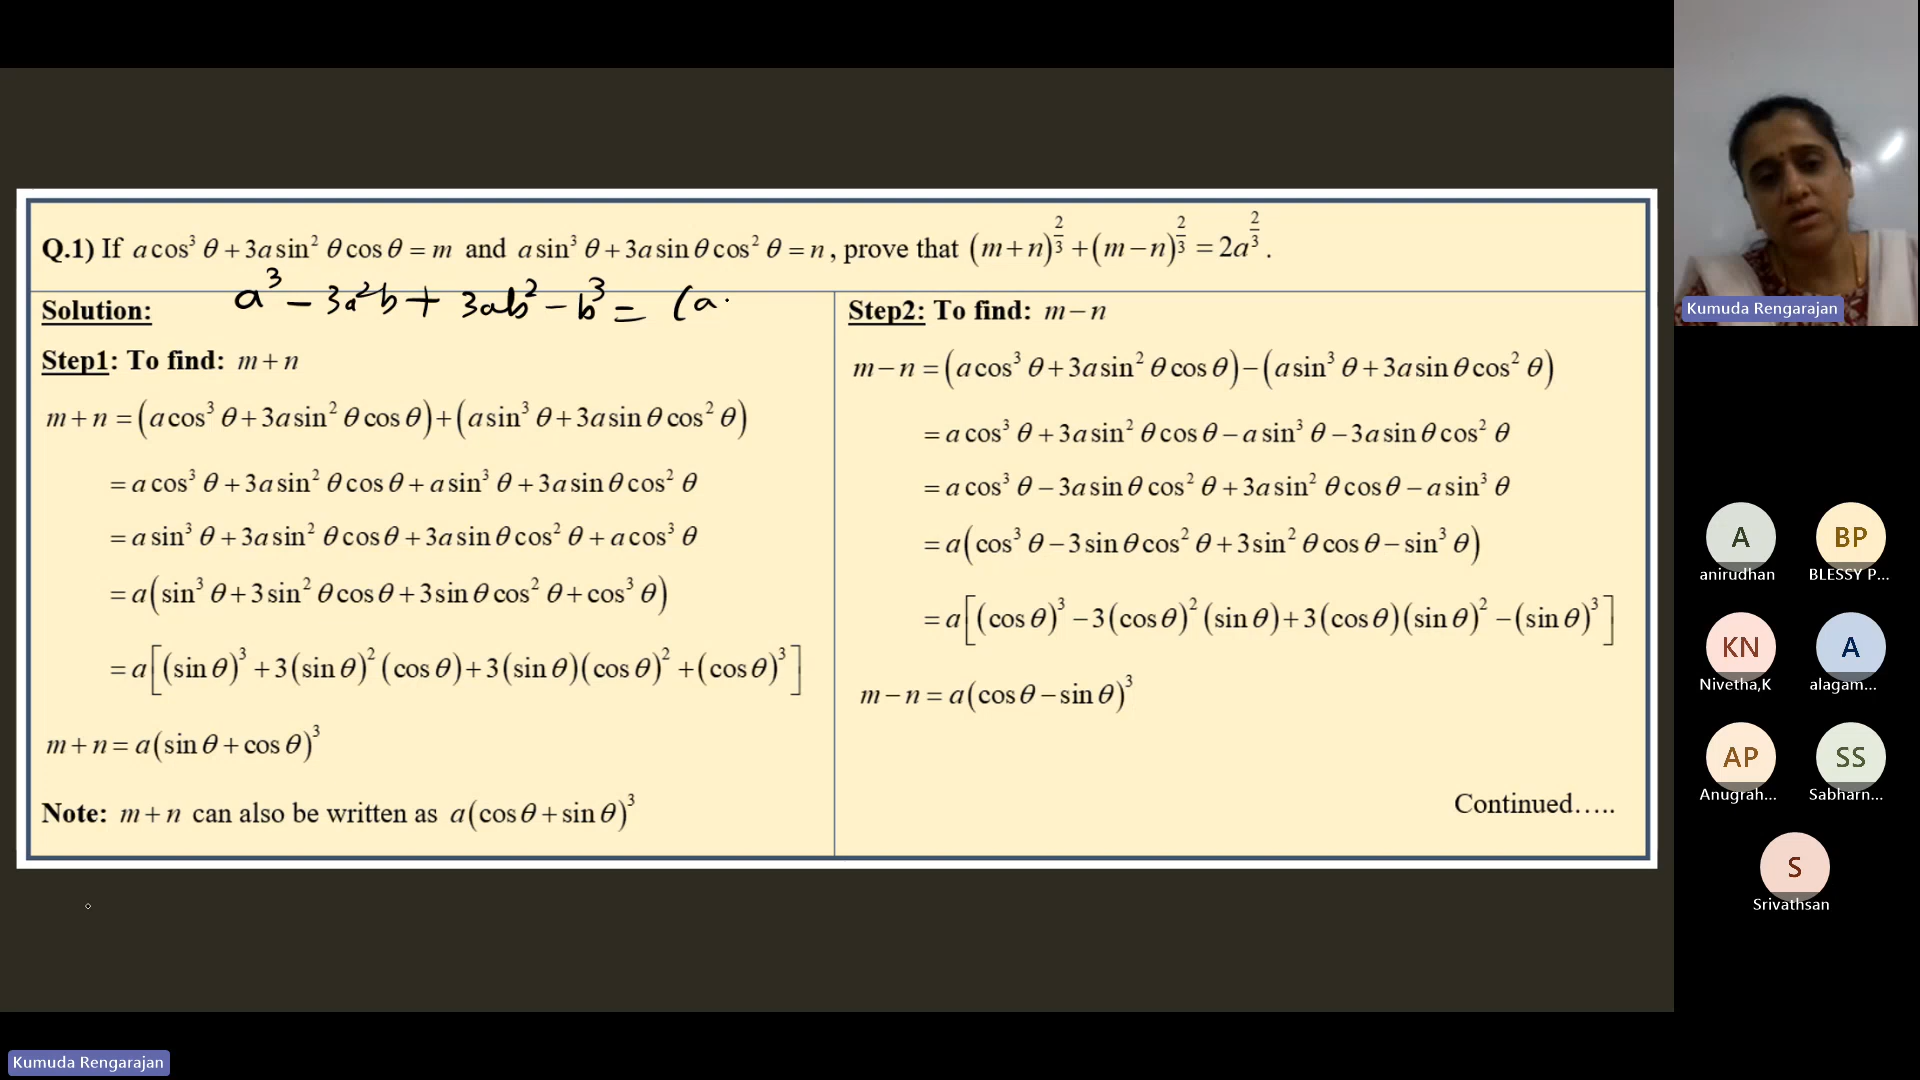 Q.1) If a cos³ θ + 3a sin² θ cos θ = m and a sin³ θ + 3a sin θ cos² θ = n, prove that (m+n)^(2/3) + (m−n)^(2/3) = 2a^(2/3).
a³ − 3a²b + 3ab² − b³ = (a
Solution:
Step1: To find: m + n
m + n = (a cos³ θ + 3a sin² θ cos θ) + (a sin³ θ + 3a sin θ cos² θ)
= a cos³ θ + 3a sin² θ cos θ + a sin³ θ + 3a sin θ cos² θ
= a sin³ θ + 3a sin² θ cos θ + 3a sin θ cos² θ + a cos³ θ
= a(sin³ θ + 3 sin² θ cos θ + 3 sin θ cos² θ + cos³ θ)
= a[(sin θ)³ + 3(sin θ)² (cos θ) + 3(sin θ)(cos θ)² + (cos θ)³]
m + n = a(sin θ + cos θ)³
Note: m + n can also be written as a(cos θ + sin θ)³
Step2: To find: m − n
m − n = (a cos³ θ + 3a sin² θ cos θ) − (a sin³ θ + 3a sin θ cos² θ)
= a cos³ θ + 3a sin² θ cos θ − a sin³ θ − 3a sin θ cos² θ
= a cos³ θ − 3a sin θ cos² θ + 3a sin² θ cos θ − a sin³ θ
= a(cos³ θ − 3 sin θ cos² θ + 3 sin² θ cos θ − sin³ θ)
= a[(cos θ)³ − 3(cos θ)² (sin θ) + 3(cos θ)(sin θ)² − (sin θ)³]
m − n = a(cos θ − sin θ)³
Continued…..
Kumuda Rengarajan
A
anirudhan
BP
BLESSY P...
KN
Nivetha,K
A
alagam...
AP
Anugrah...
SS
Sabharn...
S
Srivathsan
Kumuda Rengarajan